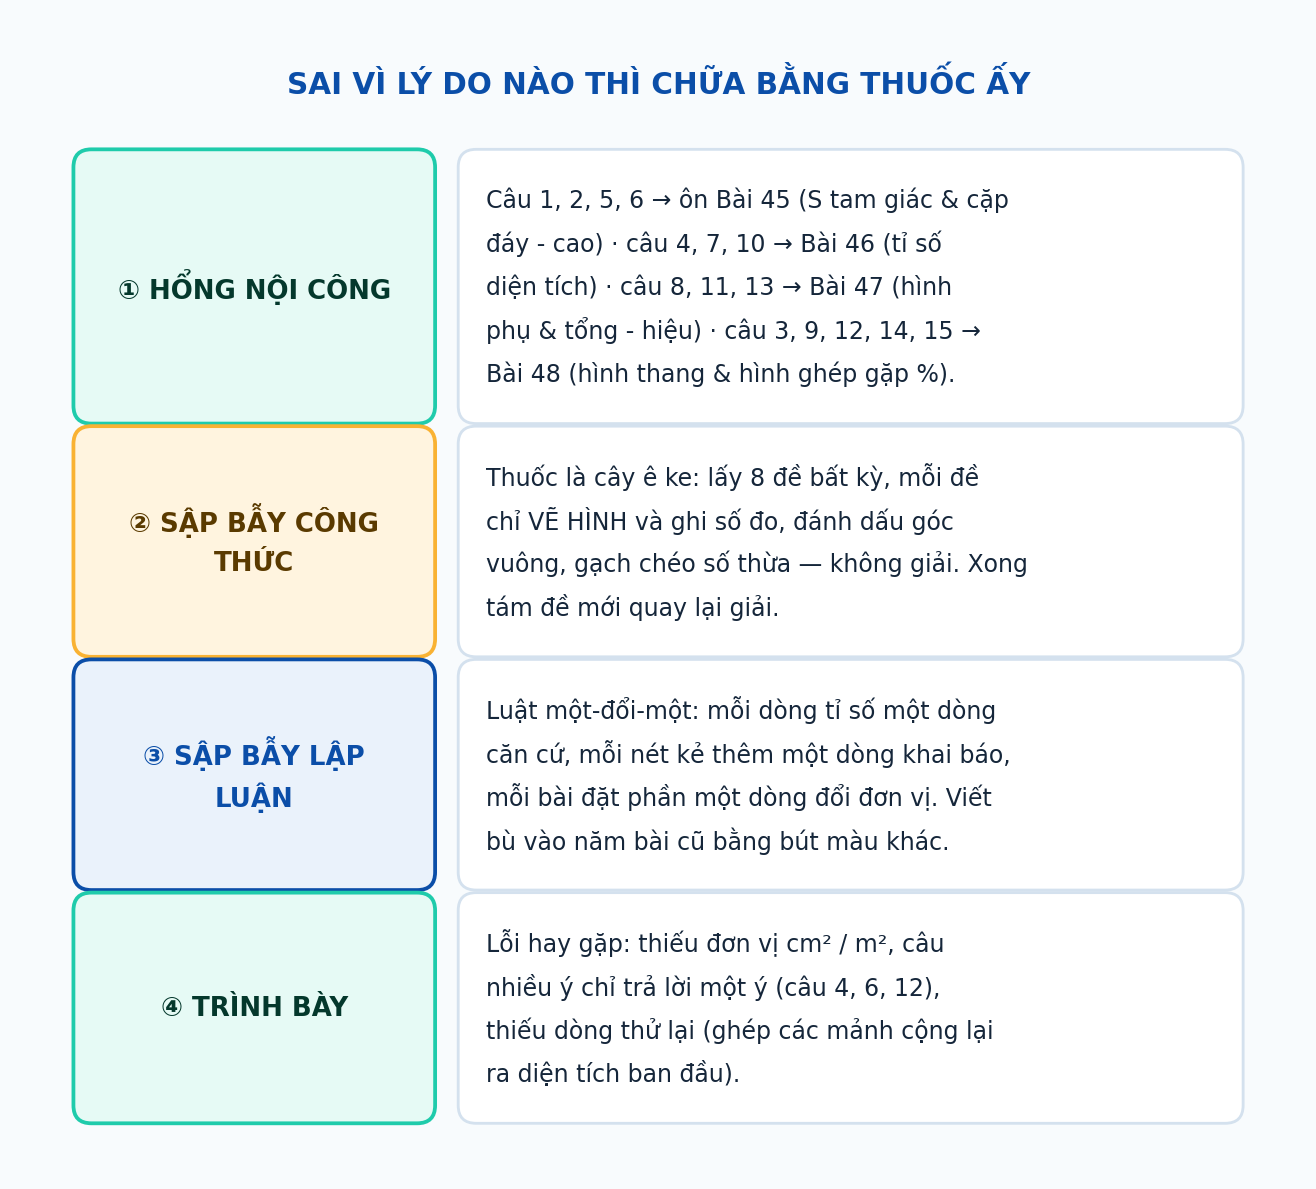 SAI VÌ LÝ DO NÀO THÌ CHỮA BẰNG THUỐC ẤY
① HỔNG NỘI CÔNG
Câu 1, 2, 5, 6 → ôn Bài 45 (S tam giác & cặp
đáy - cao) · câu 4, 7, 10 → Bài 46 (tỉ số
diện tích) · câu 8, 11, 13 → Bài 47 (hình
phụ & tổng - hiệu) · câu 3, 9, 12, 14, 15 →
Bài 48 (hình thang & hình ghép gặp %).
② SẬP BẪY CÔNG
THỨC
Thuốc là cây ê ke: lấy 8 đề bất kỳ, mỗi đề
chỉ VẼ HÌNH và ghi số đo, đánh dấu góc
vuông, gạch chéo số thừa — không giải. Xong
tám đề mới quay lại giải.
③ SẬP BẪY LẬP
LUẬN
Luật một-đổi-một: mỗi dòng tỉ số một dòng
căn cứ, mỗi nét kẻ thêm một dòng khai báo,
mỗi bài đặt phần một dòng đổi đơn vị. Viết
bù vào năm bài cũ bằng bút màu khác.
④ TRÌNH BÀY
Lỗi hay gặp: thiếu đơn vị cm² / m², câu
nhiều ý chỉ trả lời một ý (câu 4, 6, 12),
thiếu dòng thử lại (ghép các mảnh cộng lại
ra diện tích ban đầu).